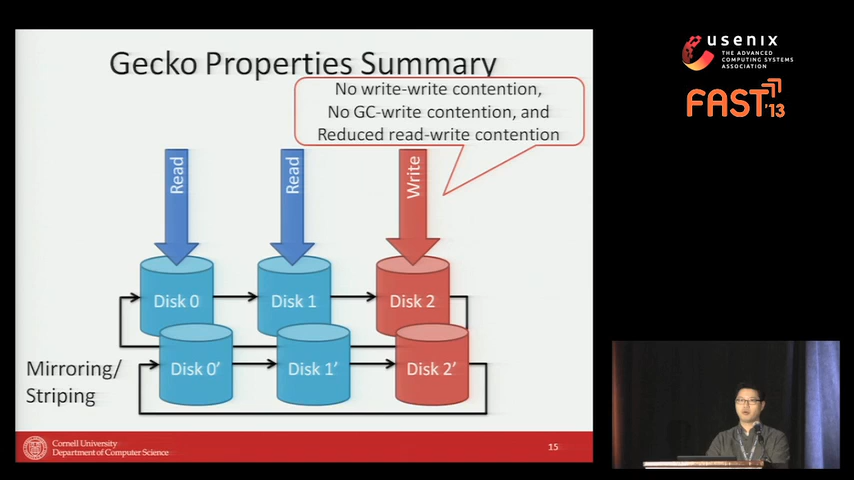 Gecko Properties Summary
No write-write contention,
No GC-write contention, and
Reduced read-write contention
Read
Read
Write
Disk 0
Disk 1
Disk 2
Disk 0’
Disk 1’
Disk 2’
Mirroring/
Striping
Cornell University
Department of Computer Science
15
usenix
THE ADVANCED
COMPUTING SYSTEMS
ASSOCIATION
FAST’13